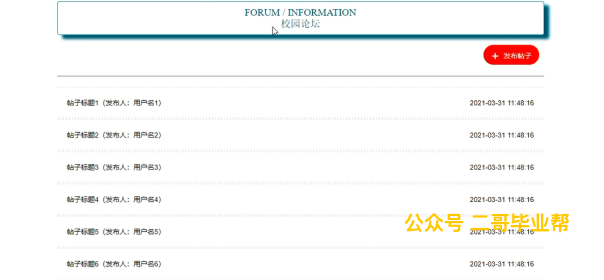 FORUM / INFORMATION
校园论坛
+ 发布帖子
帖子标题1（发布人：用户名1） 2021-03-31 11:48:16
帖子标题2（发布人：用户名2） 2021-03-31 11:48:16
帖子标题3（发布人：用户名3） 2021-03-31 11:48:16
帖子标题4（发布人：用户名4） 2021-03-31 11:48:16
公众号 二哥毕业帮
帖子标题5（发布人：用户名5） 2021-03-31 11:48:16
帖子标题6（发布人：用户名6） 2021-03-31 11:48:16